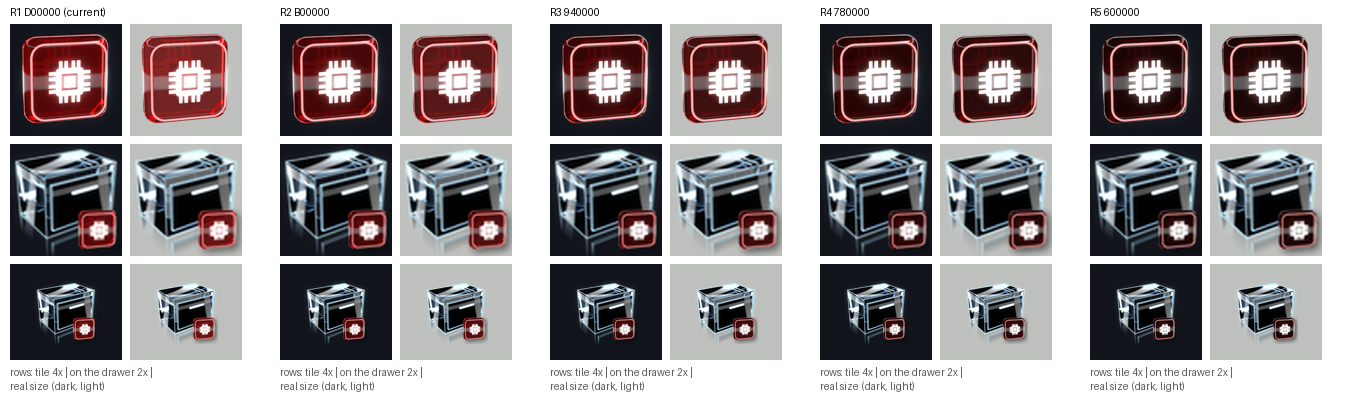 R1 D00000 (current)
R2 B00000
R3 940000
R4 780000
R5 600000
rows: tile 4x | on the drawer 2x |
real size (dark, light)
rows: tile 4x | on the drawer 2x |
real size (dark, light)
rows: tile 4x | on the drawer 2x |
real size (dark, light)
rows: tile 4x | on the drawer 2x |
real size (dark, light)
rows: tile 4x | on the drawer 2x |
real size (dark, light)